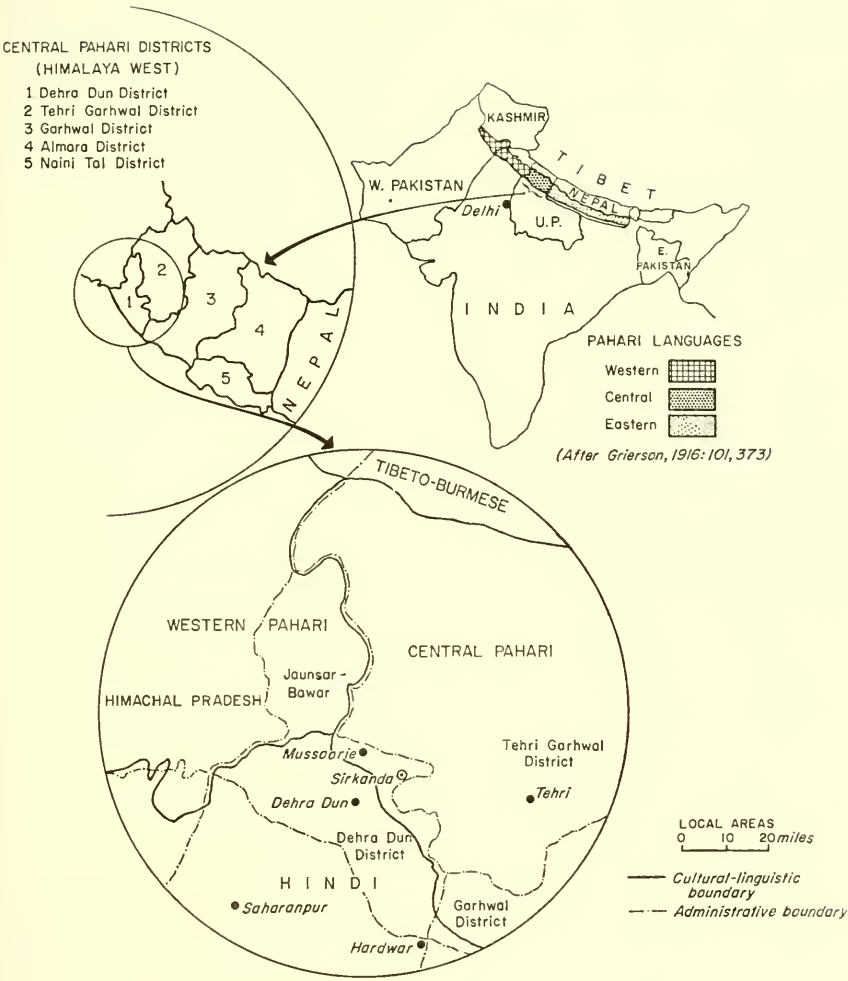 CENTRAL PAHARI DISTRICTS
(HIMALAYA WEST)
1 Dehra Dun District
2 Tehri Garhwal District
3 Garhwal District
4 Almora District
5 Naini Tal District
1
2
3
4
5
NEPAL
KASHMIR
TIBET
W. PAKISTAN
NEPAL
Delhi
U.P.
E.
PAKISTAN
INDIA
PAHARI LANGUAGES
Western
Central
Eastern
(After Grierson, 1916:101, 373)
TIBETO-BURMESE
WESTERN PAHARI
CENTRAL PAHARI
Jaunsar-
Bawar
HIMACHAL PRADESH
Mussoorie
Sirkanda
Dehra Dun
Tehri Garhwal
District
Tehri
Dehra Dun
District
HINDI
Saharanpur
Garhwal
District
Hardwar
LOCAL AREAS
0 10 20 miles
Cultural-linguistic
boundary
Administrative boundary